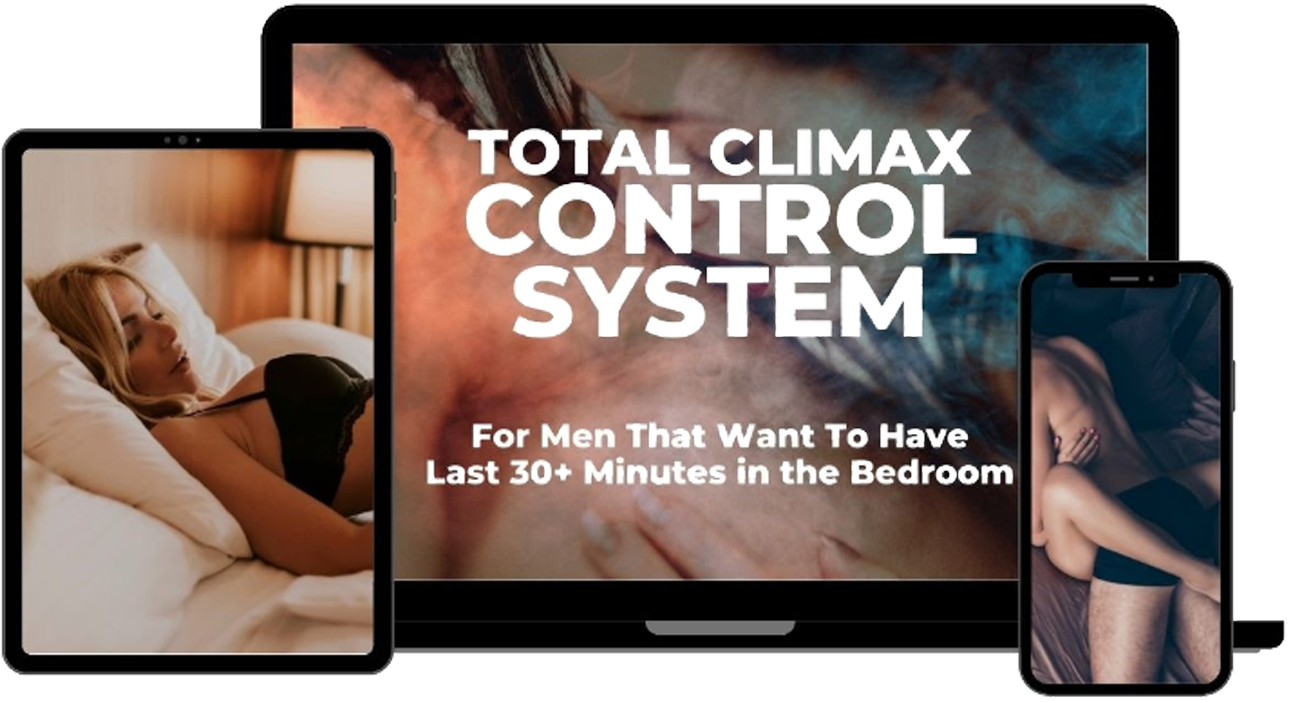 TOTAL CLIMAX
CONTROL
SYSTEM
For Men That Want To Have
Last 30+ Minutes in the Bedroom